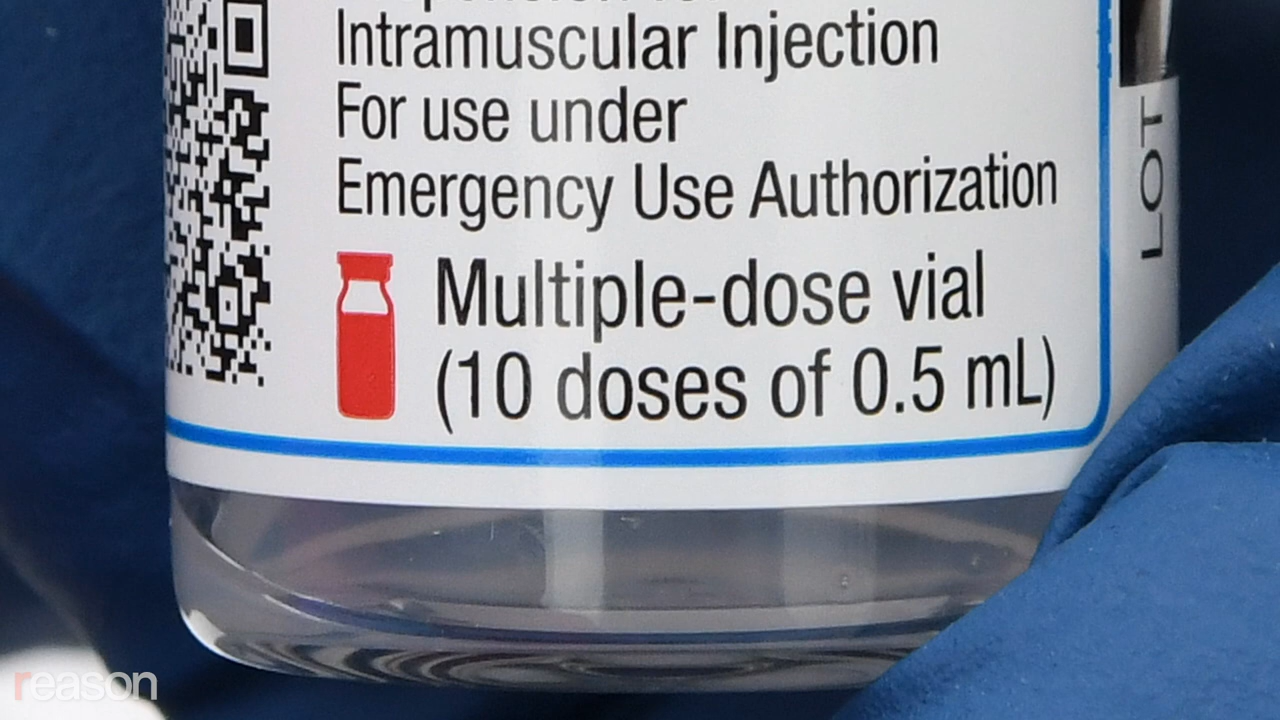 Intramuscular Injection
For use under
Emergency Use Authorization
Multiple-dose vial
(10 doses of 0.5 mL)
LOT
reason